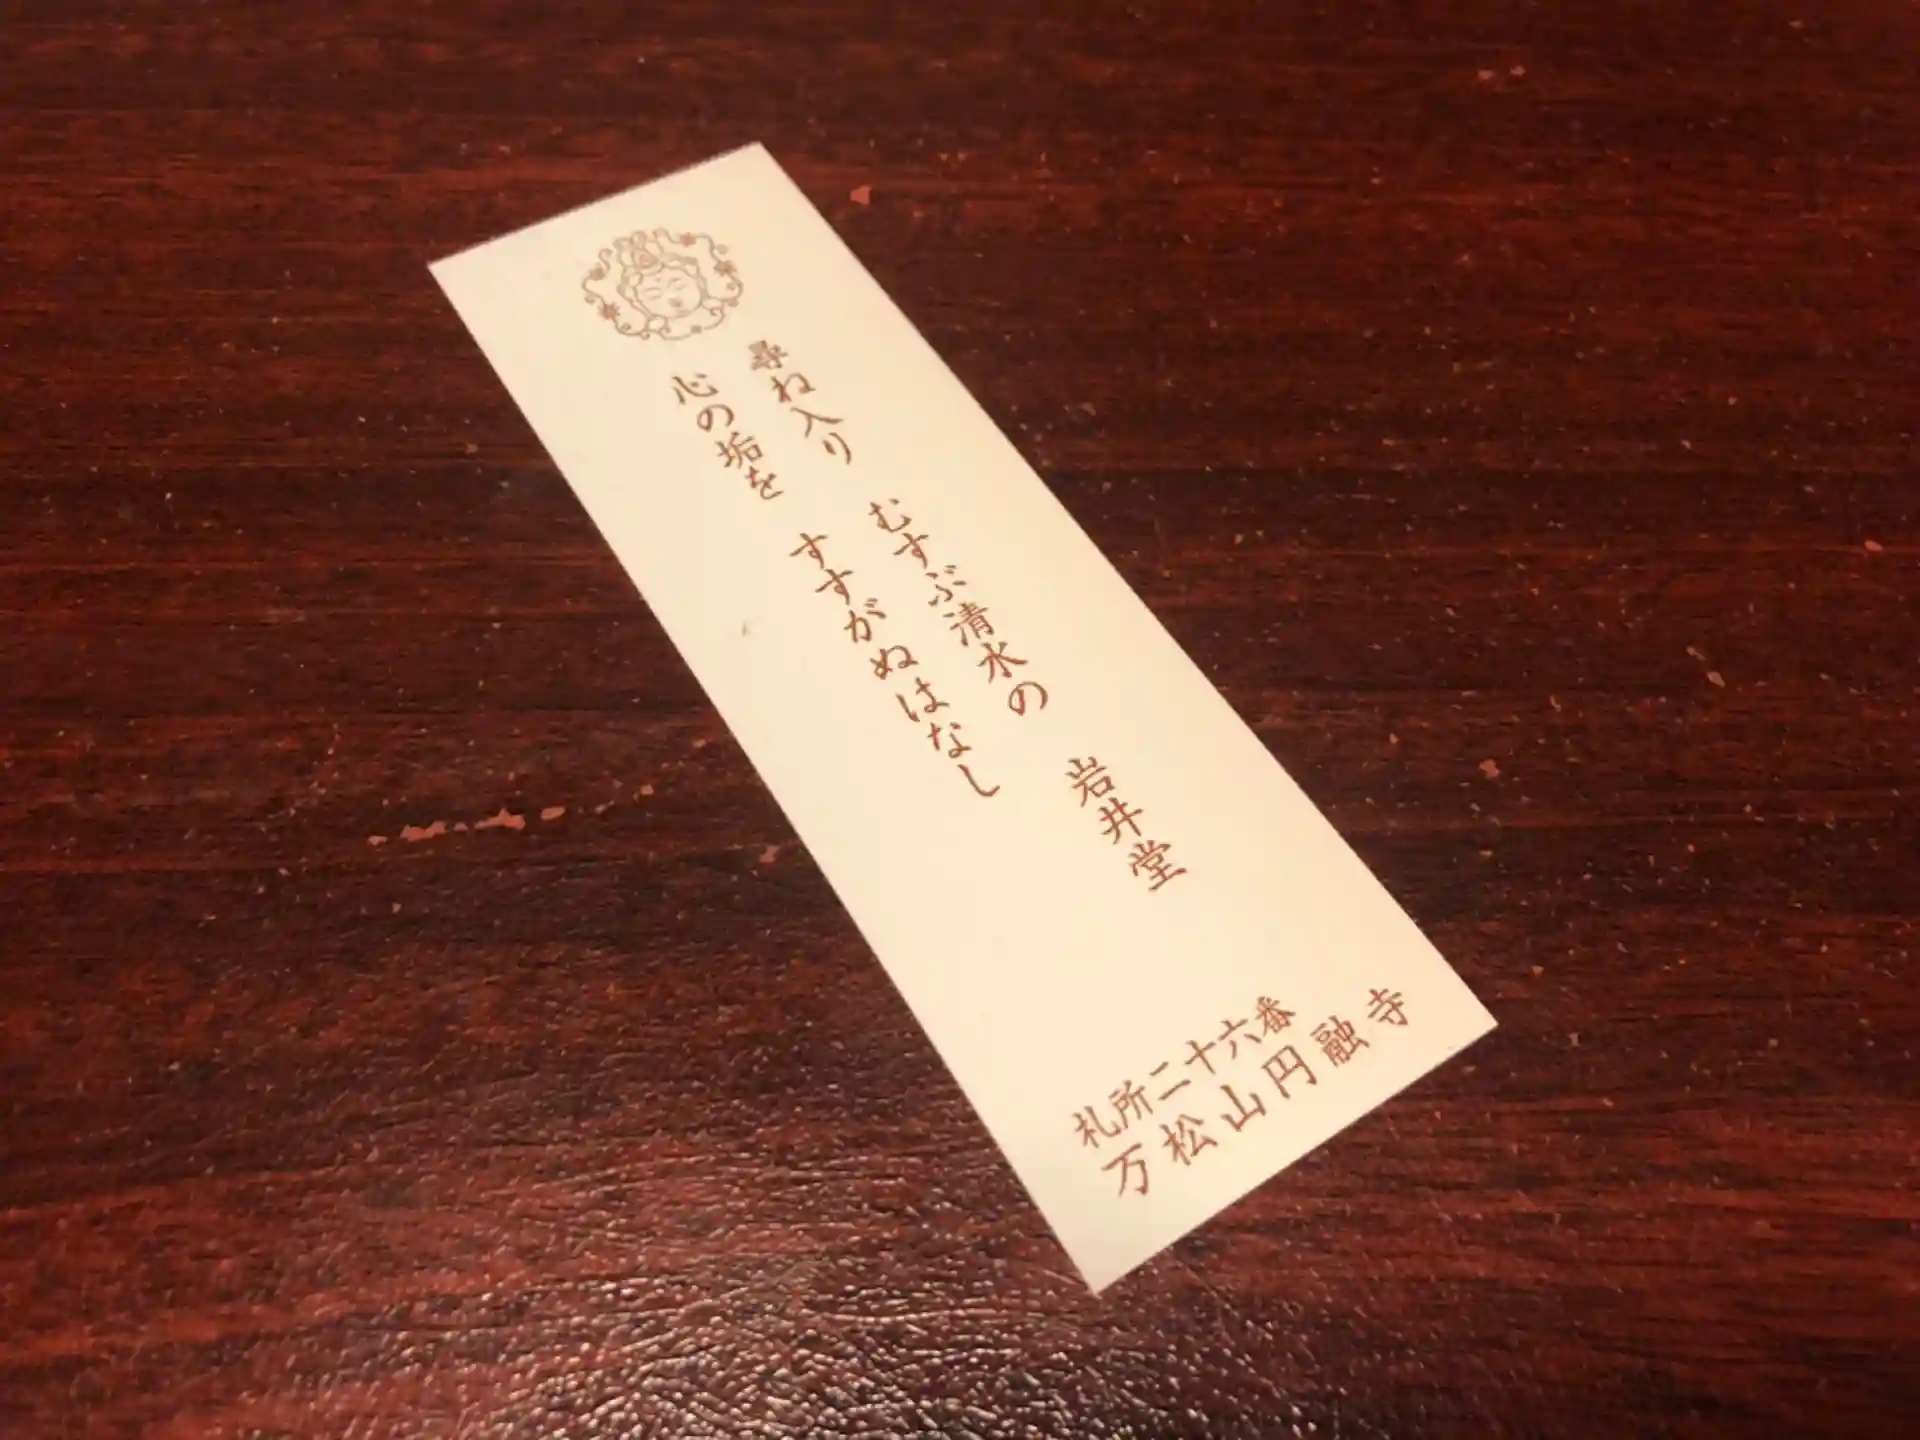 尋ね入り　むすぶ清水の　岩井堂
心の垢を　すすがぬはなし
札所二十六番
万松山円融寺